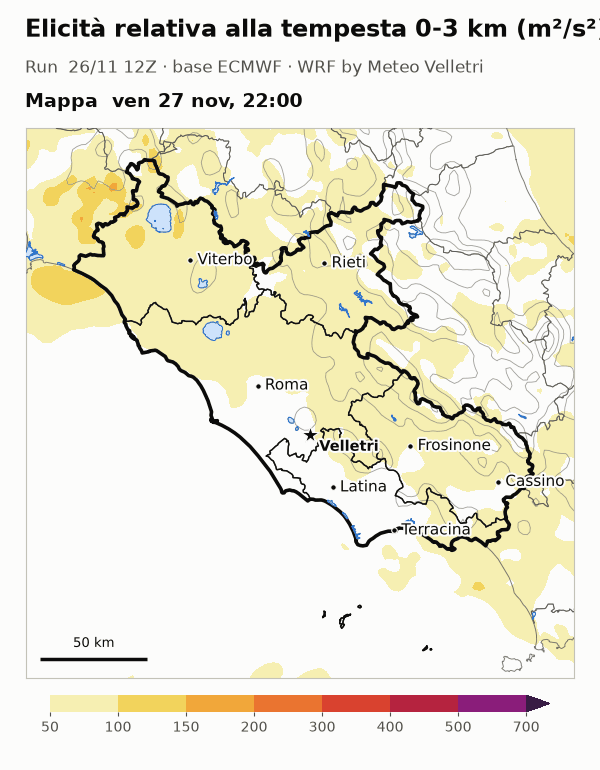 Elicità relativa alla tempesta 0-3 km (m²/s²)
Run  26/11 12Z · base ECMWF · WRF by Meteo Velletri
Mappa  ven 27 nov, 22:00
Viterbo
Rieti
Roma
Velletri
Frosinone
Latina
Cassino
Terracina
50 km
50 100 150 200 300 400 500 700